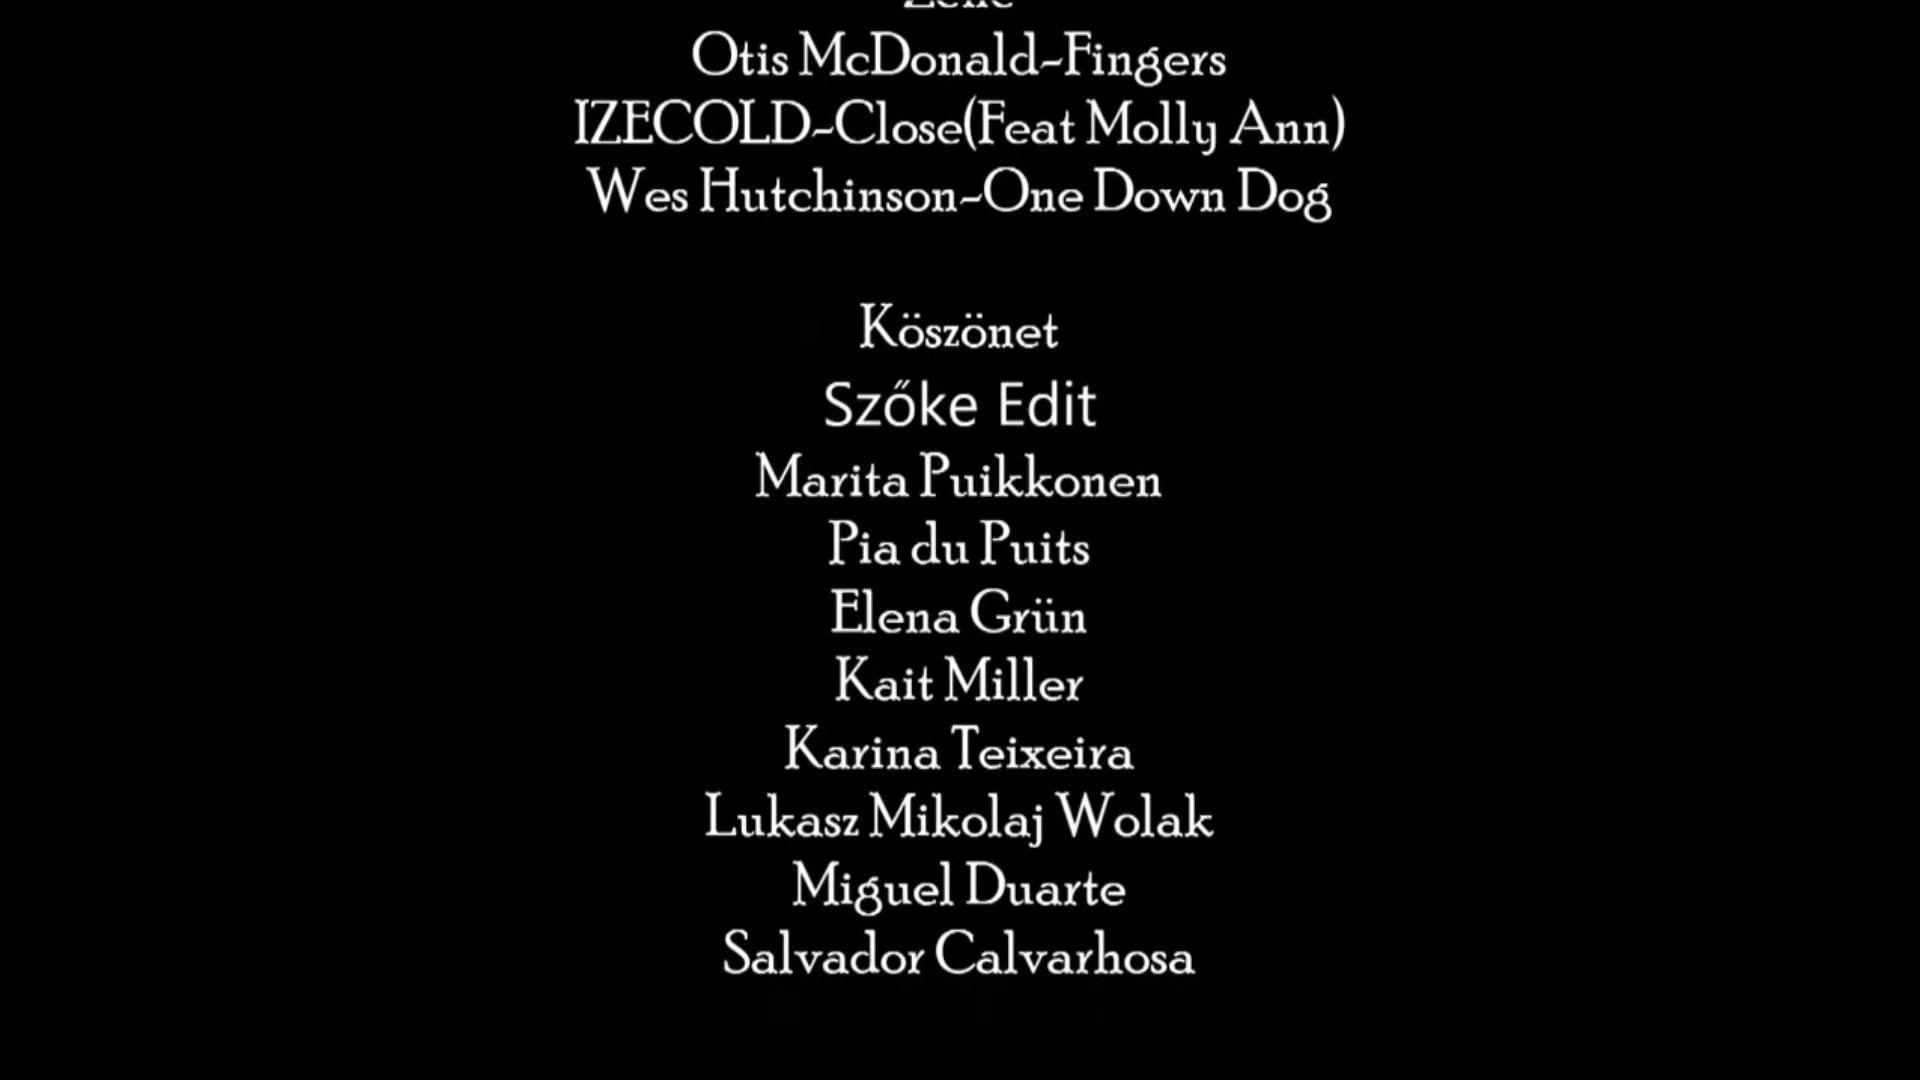 Zene
Otis McDonald-Fingers
IZECOLD-Close(Feat Molly Ann)
Wes Hutchinson-One Down Dog
Köszönet
Szőke Edit
Marita Puikkonen
Pia du Puits
Elena Grün
Kait Miller
Karina Teixeira
Lukasz Mikolaj Wolak
Miguel Duarte
Salvador Calvarhosa